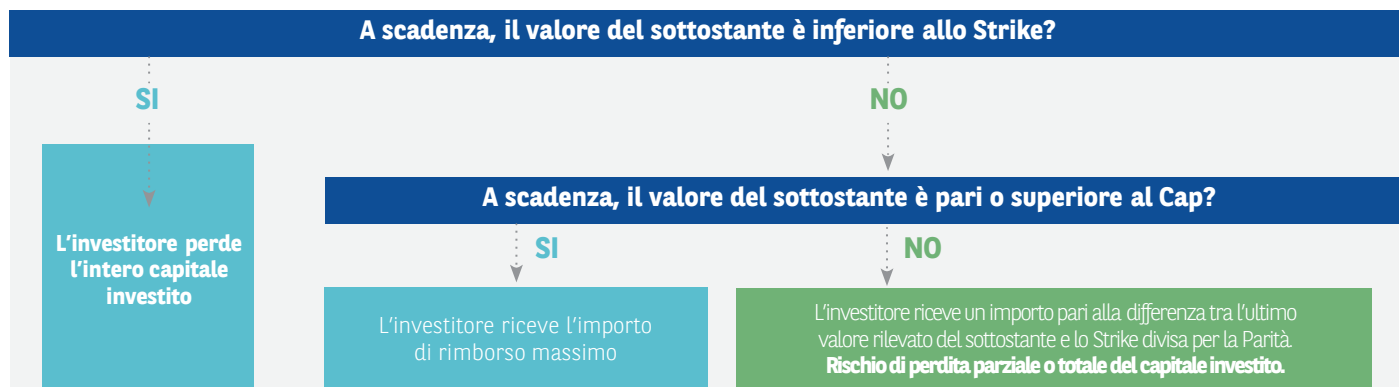 A scadenza, il valore del sottostante è inferiore allo Strike?
SI
NO
A scadenza, il valore del sottostante è pari o superiore al Cap?
L'investitore perde
l'intero capitale
investito
SI
NO
L'investitore riceve l'importo
di rimborso massimo
L'investitore riceve un importo pari alla differenza tra l'ultimo
valore rilevato del sottostante e lo Strike divisa per la Parità.
Rischio di perdita parziale o totale del capitale investito.